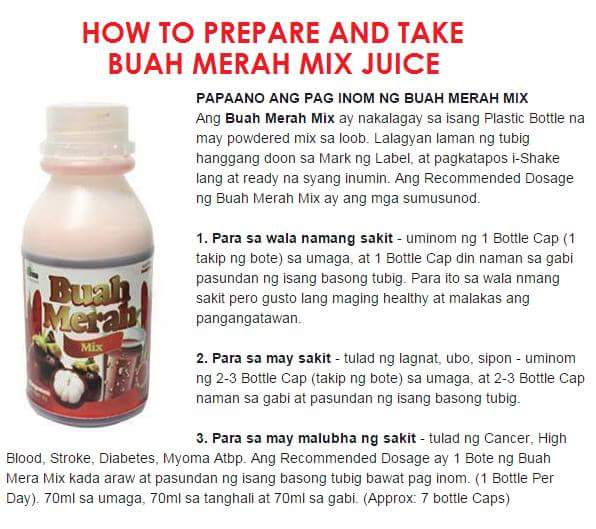 HOW TO PREPARE AND TAKE
BUAH MERAH MIX JUICE
PAPAANO ANG PAG INOM NG BUAH MERAH MIX
Ang Buah Merah Mix ay nakalagay sa isang Plastic Bottle na
may powdered mix sa loob. Lalagyan laman ng tubig
hanggang doon sa Mark ng Label, at pagkatapos i-Shake
lang at ready na syang inumin. Ang Recommended Dosage
ng Buah Merah Mix ay ang mga sumusunod.
1. Para sa wala namang sakit - uminom ng 1 Bottle Cap (1
takip ng bote) sa umaga, at 1 Bottle Cap din naman sa gabi
pasundan ng isang basong tubig. Para ito sa wala nmang
sakit pero gusto lang maging healthy at malakas ang
pangangatawan.
2. Para sa may sakit - tulad ng lagnat, ubo, sipon - uminom
ng 2-3 Bottle Cap (takip ng bote) sa umaga, at 2-3 Bottle Cap
naman sa gabi at pasundan ng isang basong tubig.
3. Para sa may malubha ng sakit - tulad ng Cancer, High
Blood, Stroke, Diabetes, Myoma Atbp. Ang Recommended Dosage ay 1 Bote ng Buah
Mera Mix kada araw at pasundan ng isang basong tubig bawat pag inom. (1 Bottle Per
Day). 70ml sa umaga, 70ml sa tanghali at 70ml sa gabi. (Approx: 7 bottle Caps)
Buah
Merah
Mix